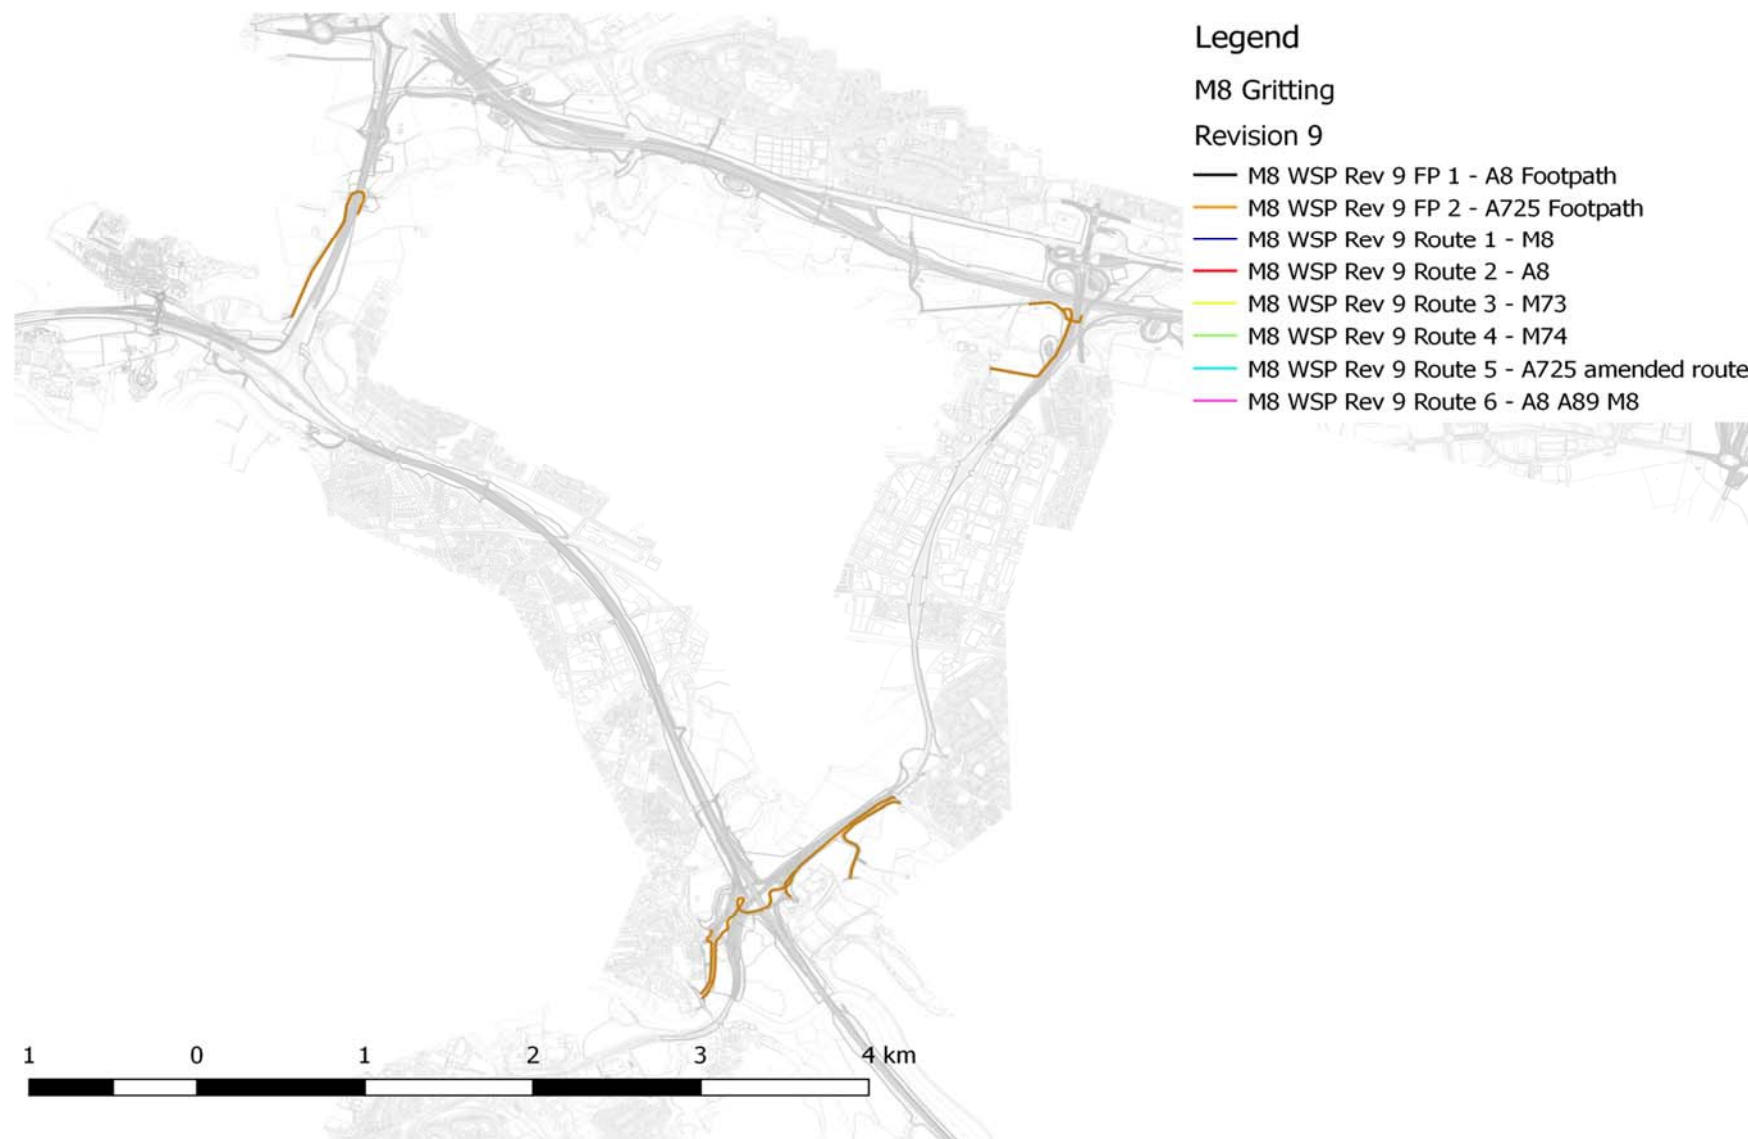 Legend
M8 Gritting
Revision 9
M8 WSP Rev 9 FP 1 - A8 Footpath
M8 WSP Rev 9 FP 2 - A725 Footpath
M8 WSP Rev 9 Route 1 - M8
M8 WSP Rev 9 Route 2 - A8
M8 WSP Rev 9 Route 3 - M73
M8 WSP Rev 9 Route 4 - M74
M8 WSP Rev 9 Route 5 - A725 amended route
M8 WSP Rev 9 Route 6 - A8 A89 M8
1 0 1 2 3 4 km